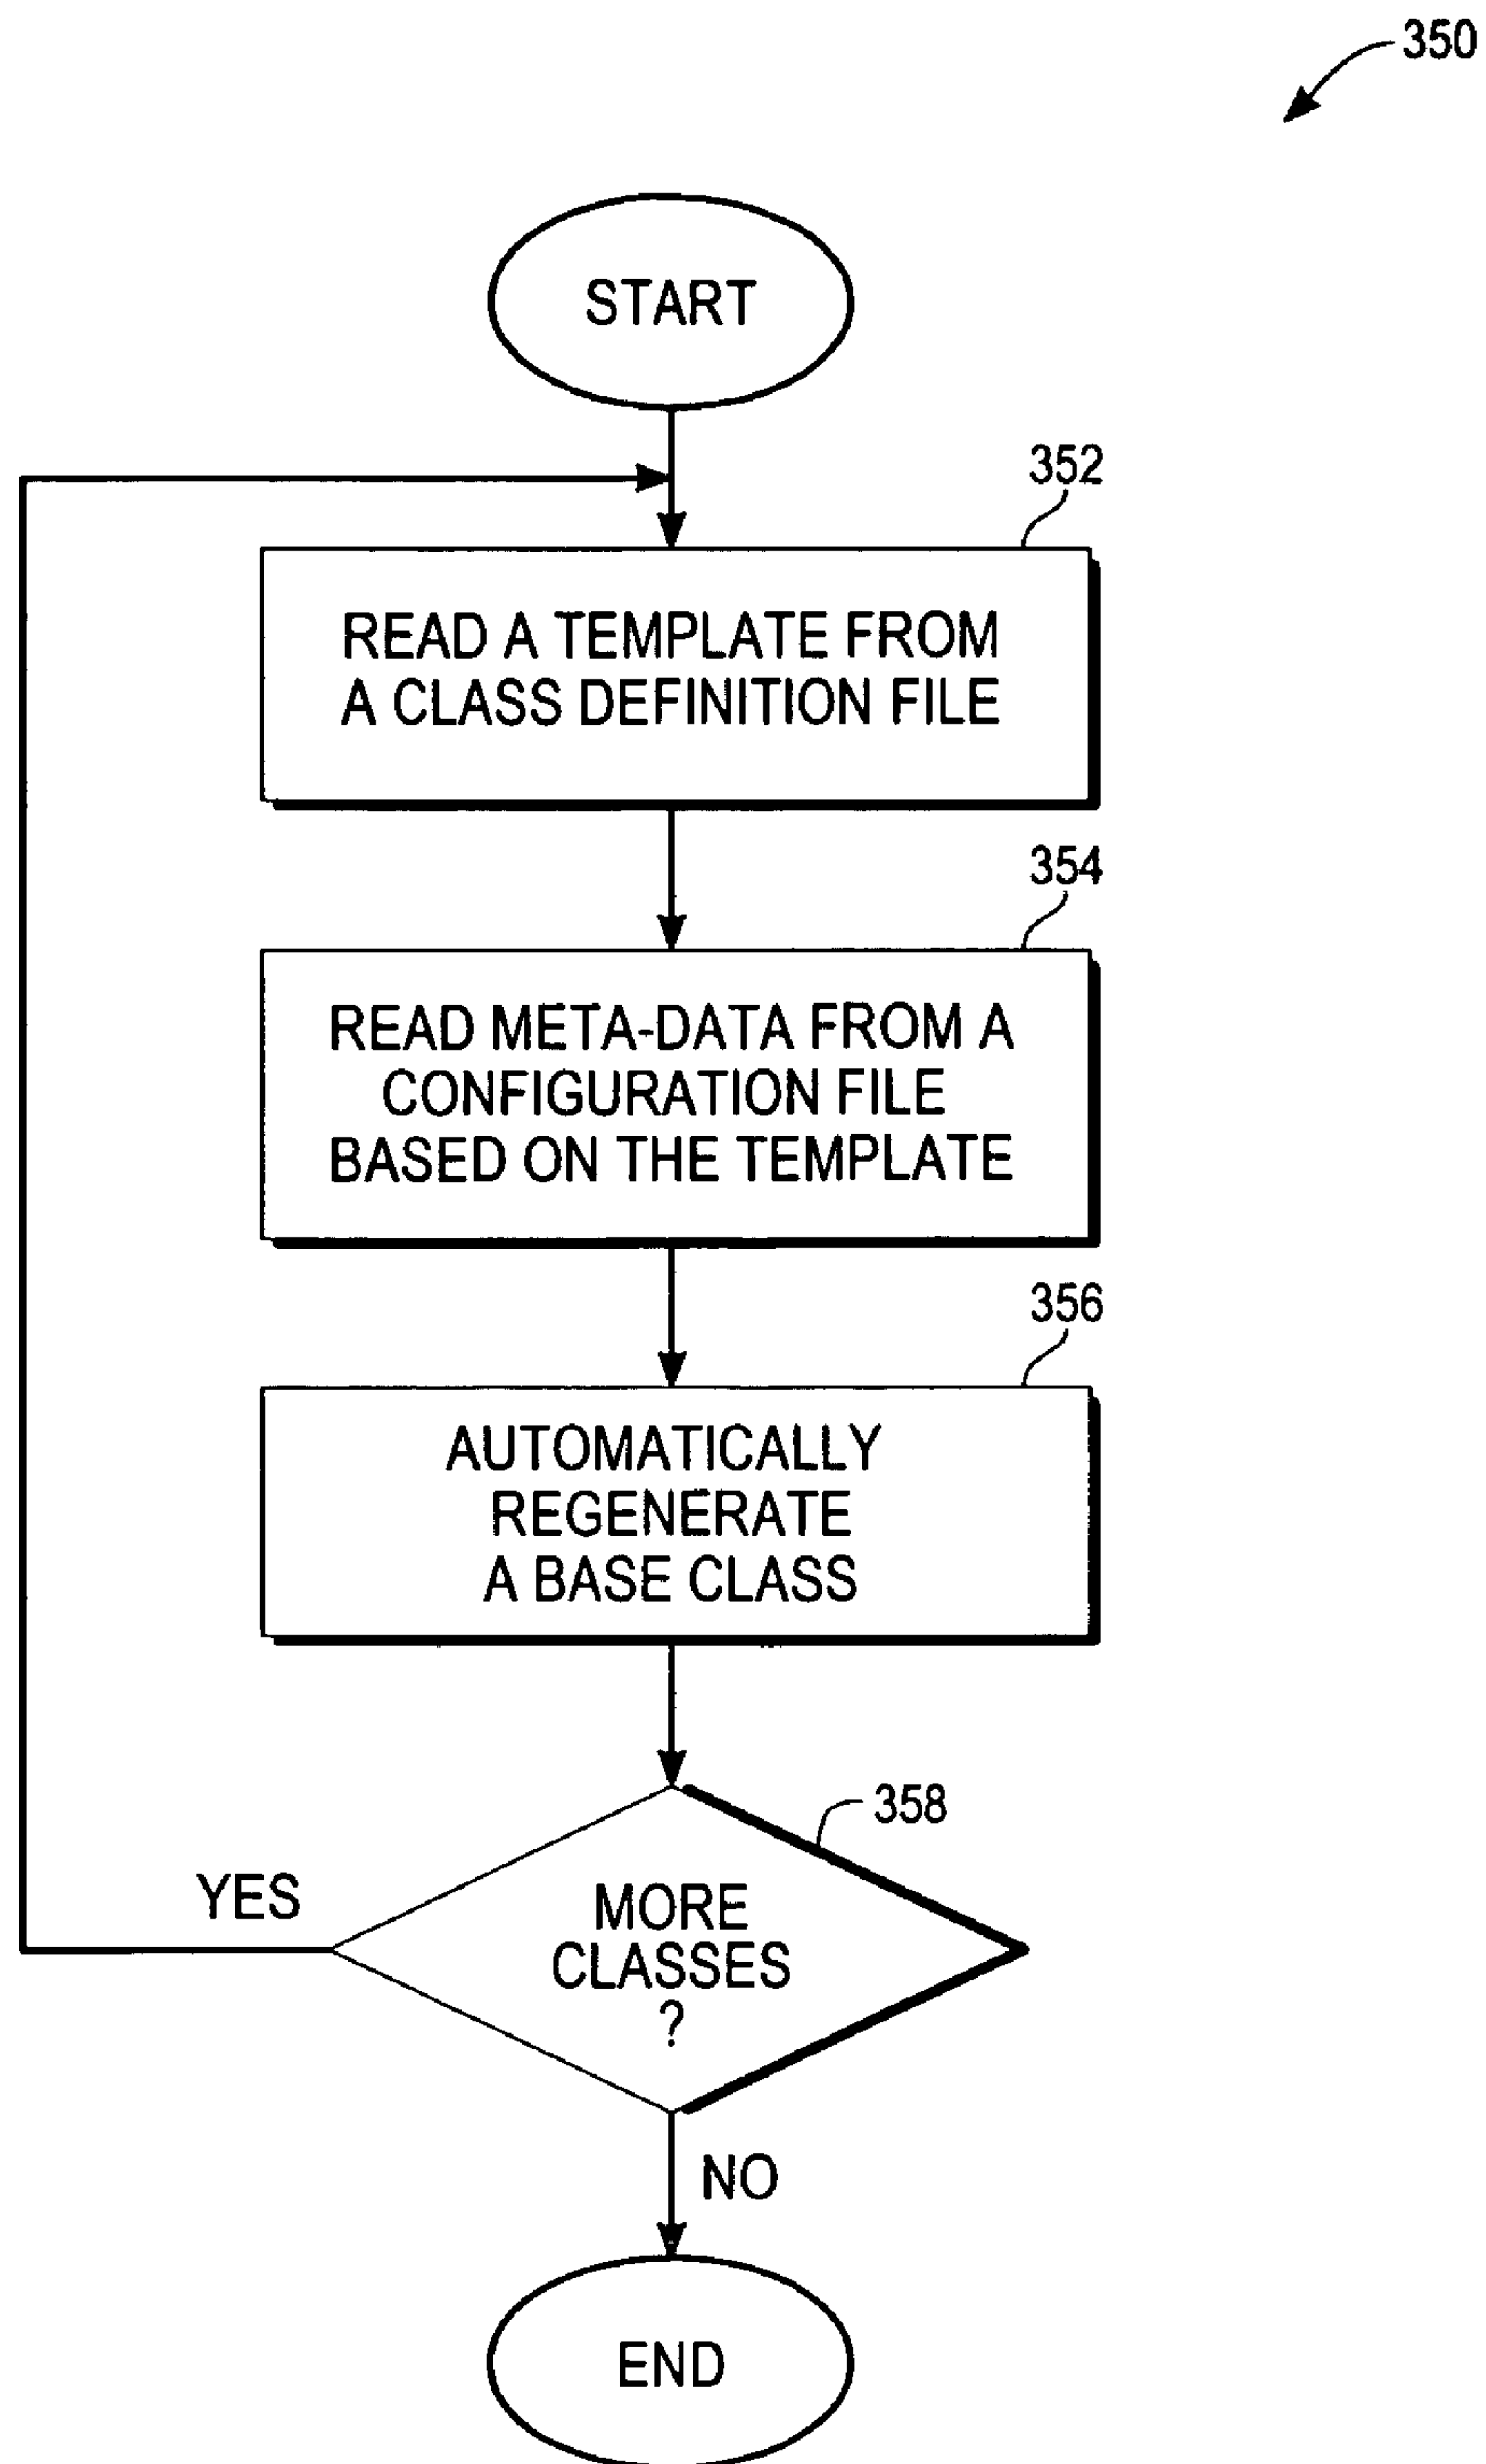 350
START
352
READ A TEMPLATE FROM
A CLASS DEFINITION FILE
354
READ META-DATA FROM A
CONFIGURATION FILE
BASED ON THE TEMPLATE
356
AUTOMATICALLY
REGENERATE
A BASE CLASS
358
YES
MORE
CLASSES
?
NO
END